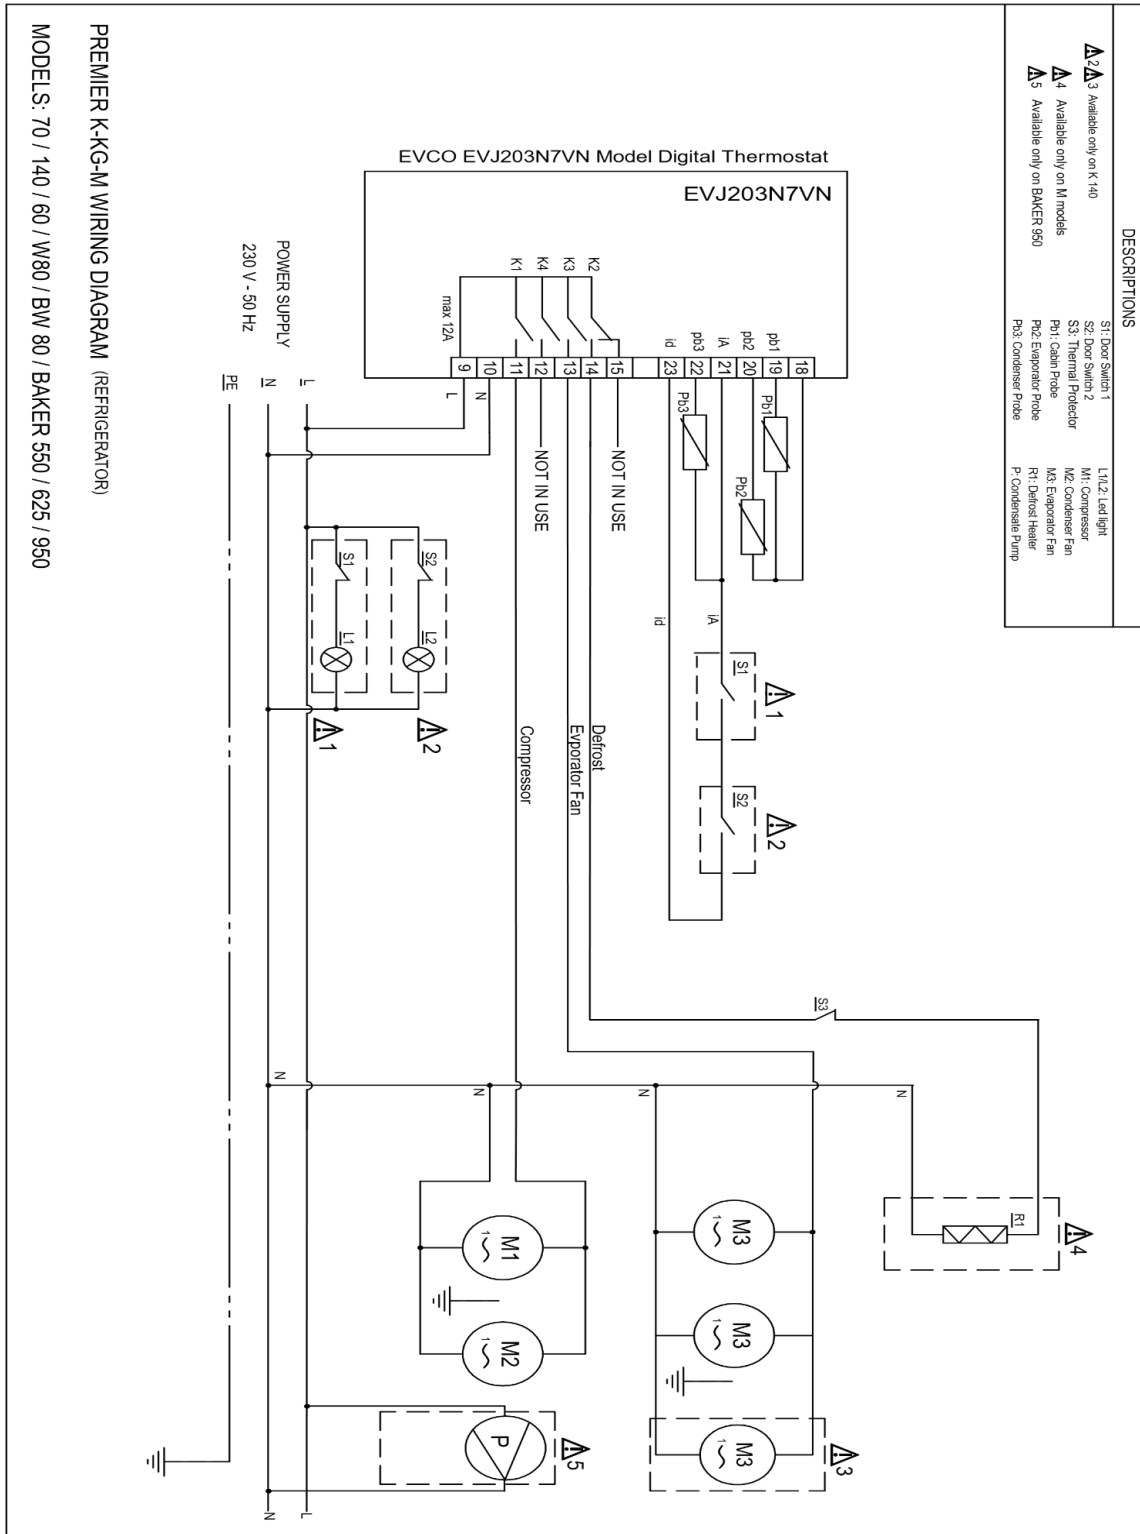 DESCRIPTIONS
S1: Door Switch 1
S2: Door Switch 2
S3: Thermal Protector
Pb1: Cabin Probe
Pb2: Evaporator Probe
Pb3: Condenser Probe
L1/L2: Led light
M1: Compressor
M2: Condenser Fan
M3: Evaporator Fan
R1: Defrost Heater
P: Condensate Pump
2 3 Available only on K 140
4 Available only on M models
5 Available only on BAKER 950
EVCO EVJ203N7VN Model Digital Thermostat
EVJ203N7VN
K1
K4
K3
K2
max 12A
id
pb3
iA
pb2
pb1
9
10
11
12
13
14
15
23
22
21
20
19
18
L
N
Pb3
Pb1
Pb2
NOT IN USE
NOT IN USE
POWER SUPPLY
230 V - 50 Hz
L
N
PE
S1
L1
1
S2
L2
2
iA
id
S1
1
S2
2
Compressor
Evporator Fan
Defrost
S3
N
N
N
N
R1
4
M1
1
M2
1
M3
1
M3
1
M3
1
3
P
5
L
N
PREMIER K-KG-M WIRING DIAGRAM (REFRIGERATOR)
MODELS: 70 / 140 / 60 / W80 / BW 80 / BAKER 550 / 625 / 950